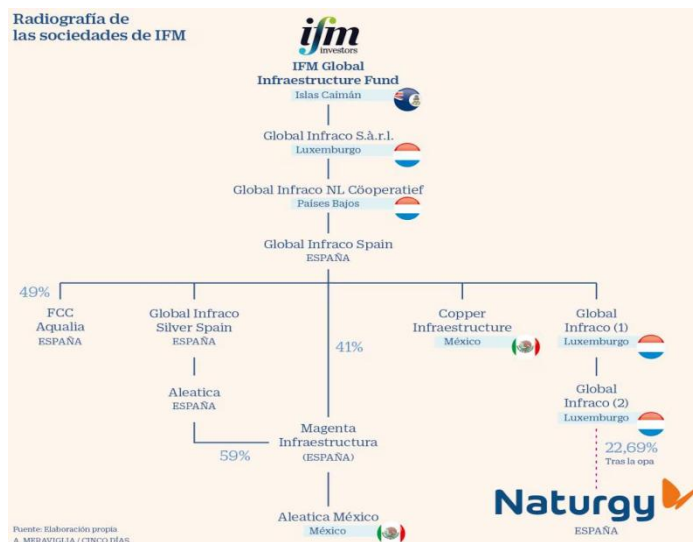 Radiografía de
las sociedades de IFM
ifm
investors
IFM Global
Infraestructure Fund
Islas Caimán
Global Infraco S.à.r.l.
Luxemburgo
Global Infraco NL Cöoperatief
Países Bajos
Global Infraco Spain
ESPAÑA
49%
FCC
Aqualia
ESPAÑA
Global Infraco
Silver Spain
ESPAÑA
41%
Copper
Infraestructure
México
Global
Infraco (1)
Luxemburgo
Aleatica
ESPAÑA
Global
Infraco (2)
Luxemburgo
59%
Magenta
Infraestructura
(ESPAÑA)
22,69%
Tras la opa
Naturgy
ESPAÑA
Aleatica México
México
Fuente: Elaboración propia
A. MERAVIGLIA / CINCO DÍAS